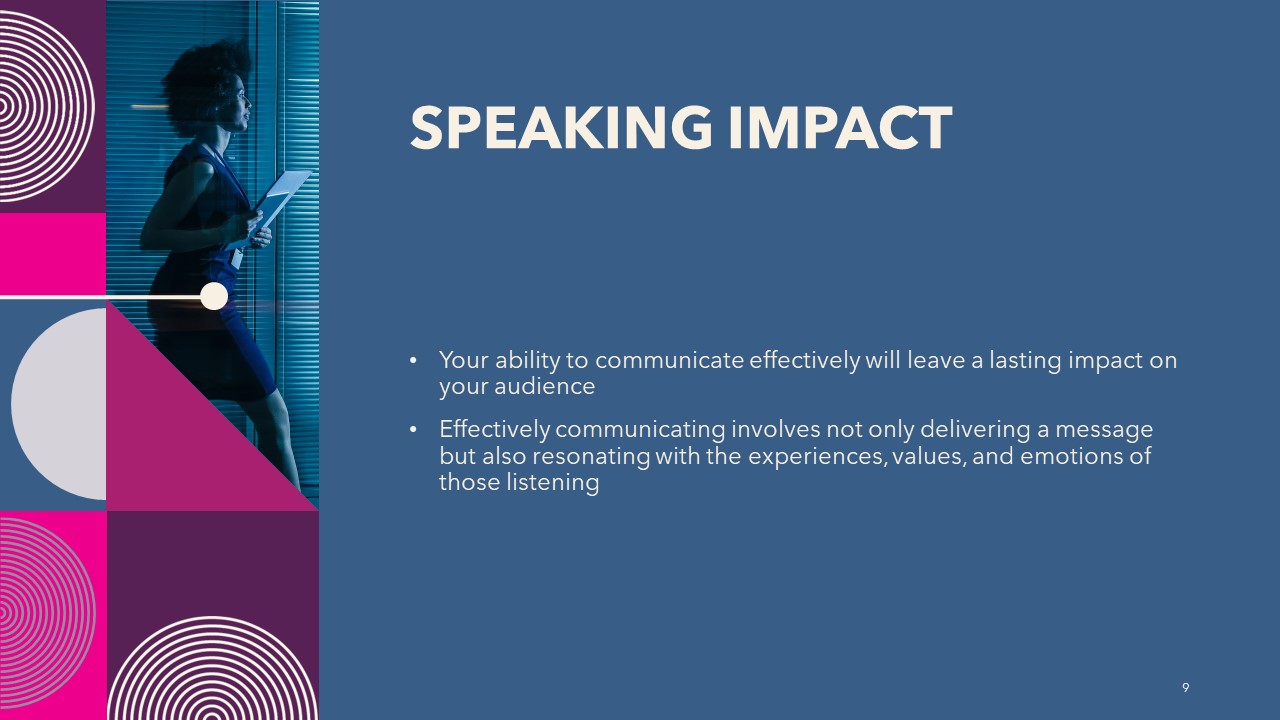 SPEAKING IMPACT
• Your ability to communicate effectively will leave a lasting impact on
your audience
• Effectively communicating involves not only delivering a message
but also resonating with the experiences, values, and emotions of
those listening
9